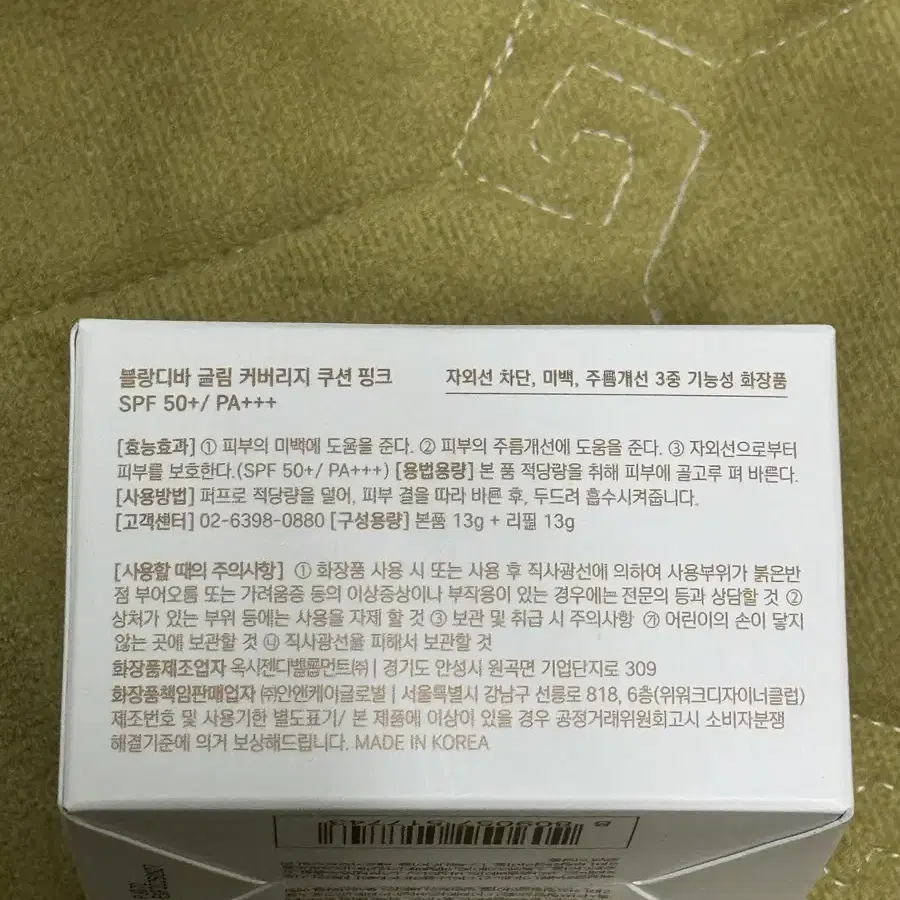 블랑디바 글림 커버리지 쿠션 핑크
SPF 50+/ PA+++
자외선 차단, 미백, 주름개선 3중 기능성 화장품
[효능효과] ① 피부의 미백에 도움을 준다. ② 피부의 주름개선에 도움을 준다. ③ 자외선으로부터
피부를 보호한다.(SPF 50+/ PA+++) [용법용량] 본 품 적당량을 취해 피부에 골고루 펴 바른다.
[사용방법] 퍼프로 적당량을 덜어, 피부 결을 따라 바른 후, 두드려 흡수시켜줍니다.
[고객센터] 02-6398-0880 [구성용량] 본품 13g + 리필 13g
[사용할 때의 주의사항] ① 화장품 사용 시 또는 사용 후 직사광선에 의하여 사용부위가 붉은반
점 부어오름 또는 가려움증 등의 이상증상이나 부작용이 있는 경우에는 전문의 등과 상담할 것 ②
상처가 있는 부위 등에는 사용을 자제 할 것 ③ 보관 및 취급 시 주의사항 ㉮ 어린이의 손이 닿지
않는 곳에 보관할 것 ㉯ 직사광선을 피해서 보관할 것
화장품제조업자 옥시젠디벨롭먼트㈜ | 경기도 안성시 원곡면 기업단지로 309
화장품책임판매업자 ㈜안앤케이글로벌 | 서울특별시 강남구 선릉로 818, 6층(위워크디자이너클럽)
제조번호 및 사용기한 별도표기/ 본 제품에 이상이 있을 경우 공정거래위원회고시 소비자분쟁
해결기준에 의거 보상해드립니다. MADE IN KOREA